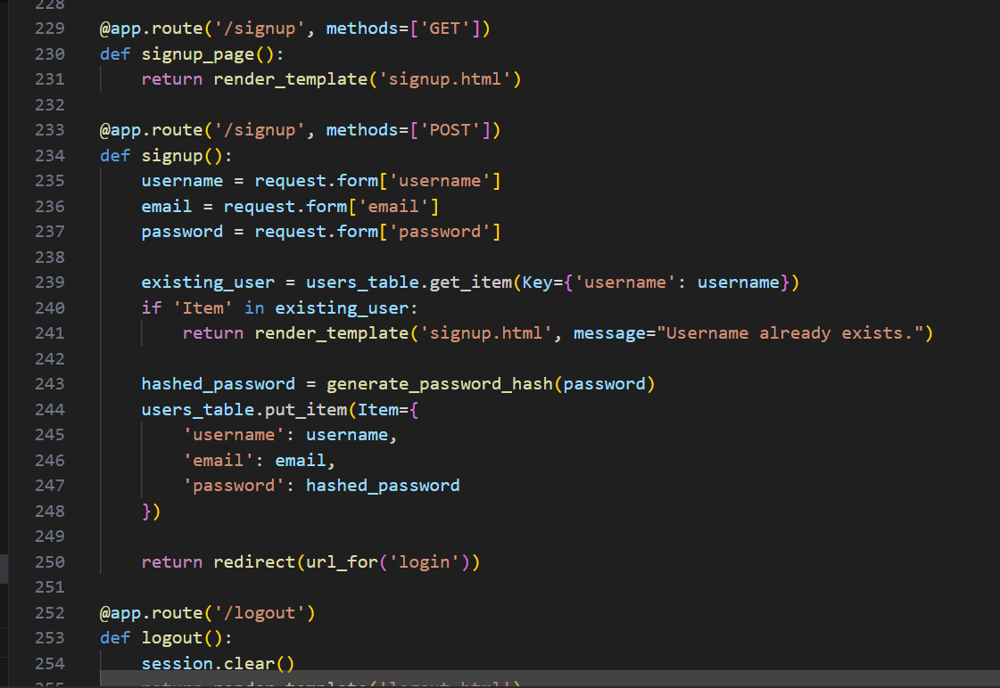 228
229 @app.route('/signup', methods=['GET'])
230 def signup_page():
231     return render_template('signup.html')
232
233 @app.route('/signup', methods=['POST'])
234 def signup():
235     username = request.form['username']
236     email = request.form['email']
237     password = request.form['password']
238
239     existing_user = users_table.get_item(Key={'username': username})
240     if 'Item' in existing_user:
241         return render_template('signup.html', message="Username already exists.")
242
243     hashed_password = generate_password_hash(password)
244     users_table.put_item(Item={
245         'username': username,
246         'email': email,
247         'password': hashed_password
248     })
249
250     return redirect(url_for('login'))
251
252 @app.route('/logout')
253 def logout():
254     session.clear()
255     return render_template('logout.html')